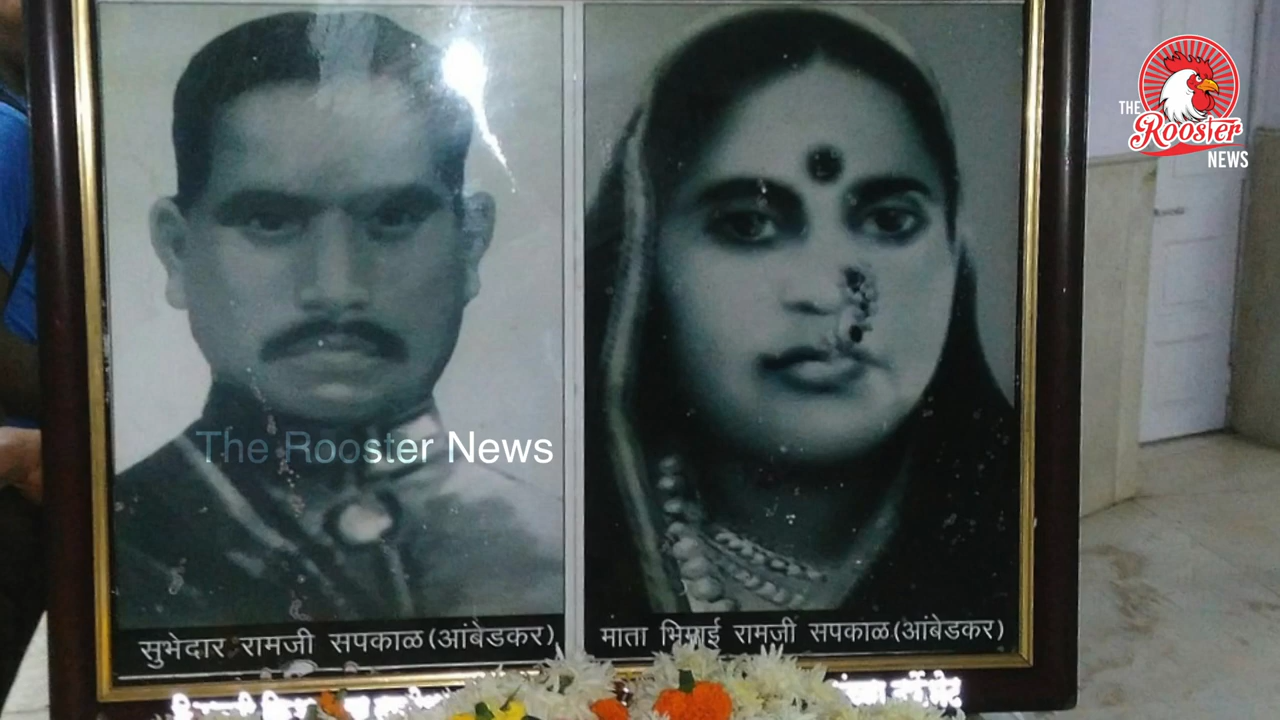 THE
Rooster
NEWS
The Rooster News
सुभेदार रामजी सपकाळ(आंबेडकर)
माता भिमाई रामजी सपकाळ(आंबेडकर)